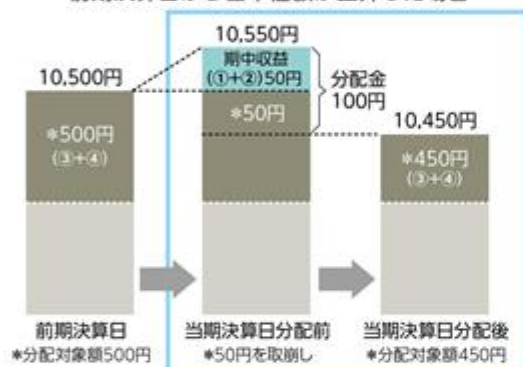 10,550円
期中収益
(①+②)50円
分配金
100円
10,500円
*50円
10,450円
*500円
(③+④)
*450円
(③+④)
前期決算日
当期決算日分配前
当期決算日分配後
*分配対象額500円
*50円を取崩し
*分配対象額450円